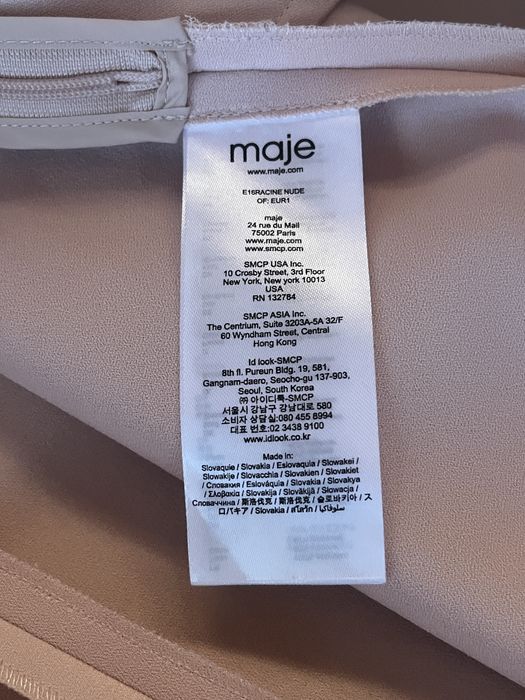 maje
www.maje.com
E16RACINE NUDE
OF: EUR1
maje
24 rue du Mail
75002 Paris
www.maje.com
www.smcp.com
SMCP USA Inc.
10 Crosby Street, 3rd Floor
New York, New york 10013
USA
RN 132784
SMCP ASIA Inc.
The Centrium, Suite 3203A-5A 32/F
60 Wyndham Street, Central
Hong Kong
Id look-SMCP
8th fl. Pureun Bldg. 19, 581,
Gangnam-daero, Seocho-gu 137-903,
Seoul, South Korea
㈜ 아이디룩-SMCP
서울시 강남구 강남대로 580
소비자 상담실:080 455 8994
대표 번호:02 3438 9100
www.idlook.co.kr
Made in:
Slovaquie / Slovakia / Eslovaquia / Slowakei /
Slowakije / Slovacchia / Slovakien / Slovakiet
/ Словакия / Eslováquia / Slovakia / Slovakya
/ Σλοβακία / Slovakija / Slovākijā / Słowacja /
Словаччина / 斯洛伐克 / 斯洛伐克 / 슬로바키아 / ス
ロバキア / Slovakia / สโลวัก / سلوفاكيا